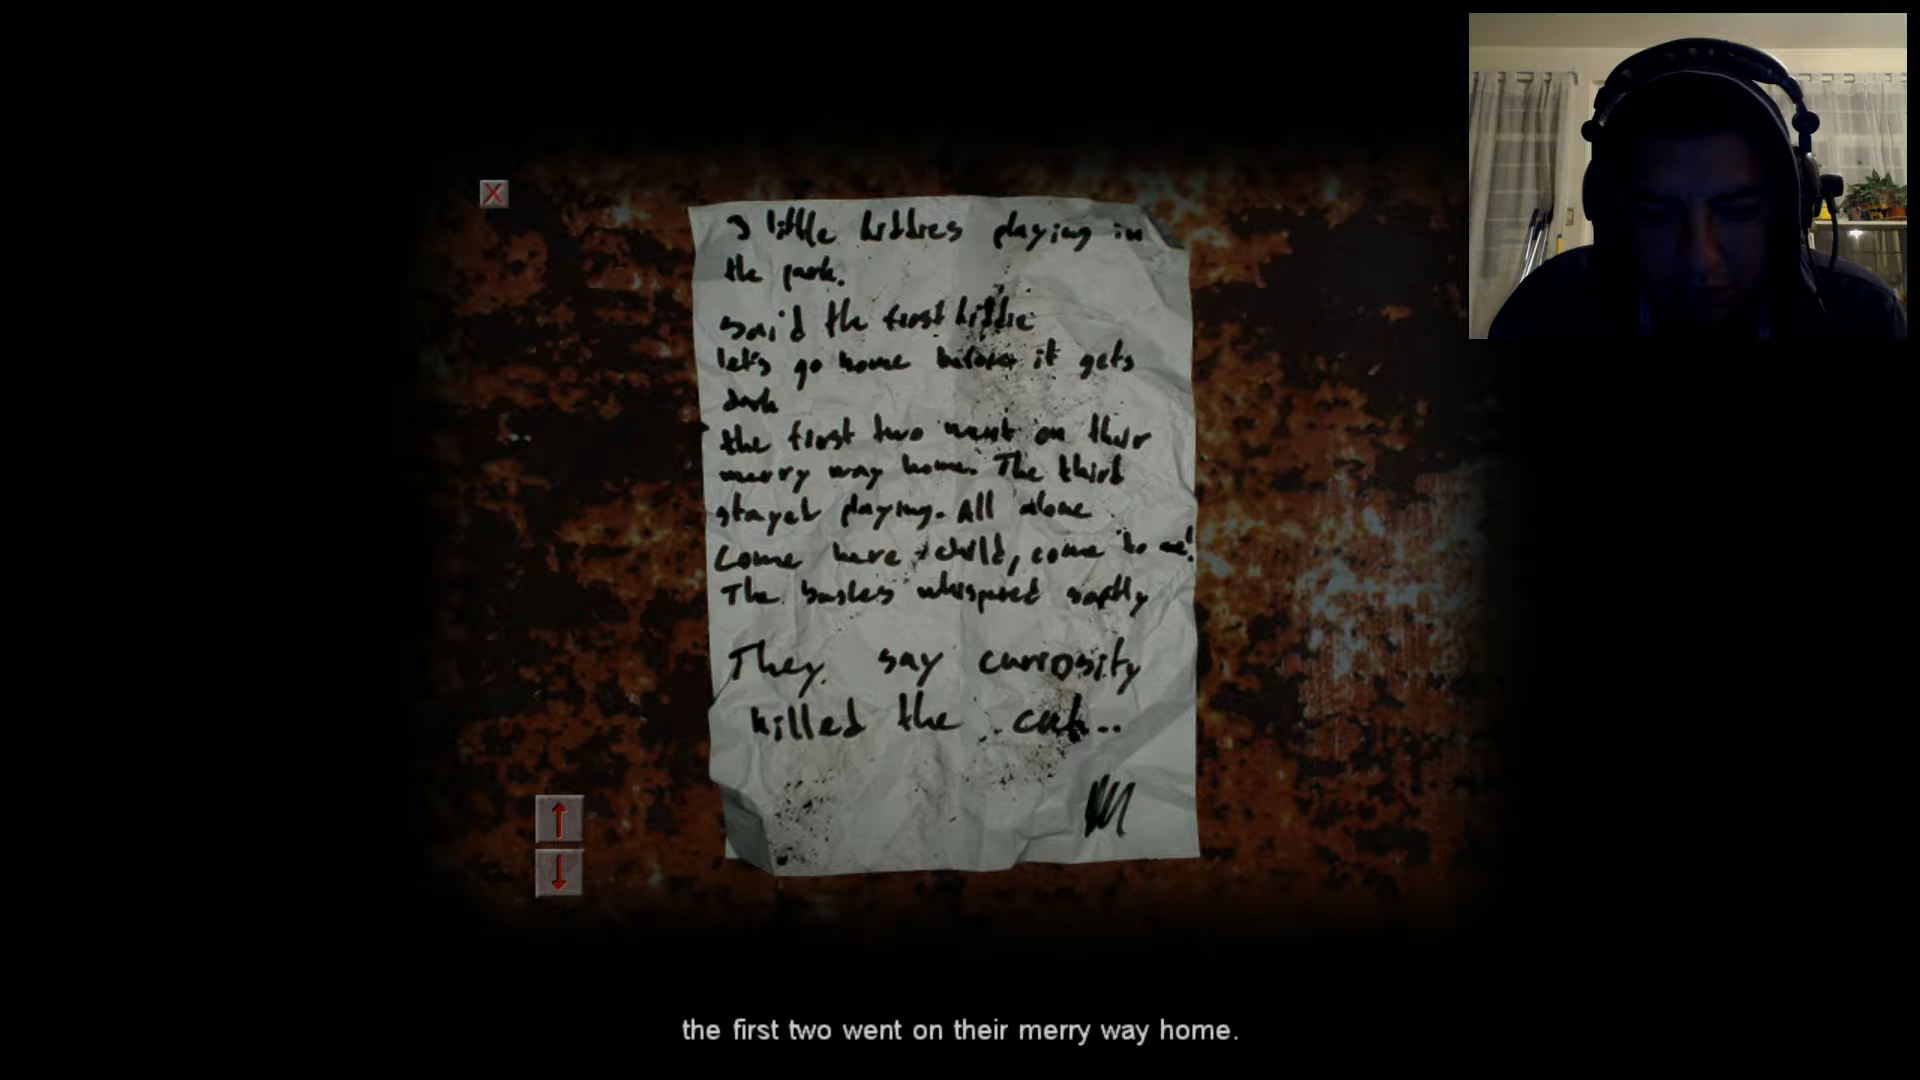 3 little kiddies playing in
the park.
said the first kiddie
let's go home before it gets
dark
the first two went on their
merry way home. The third
stayed playing. All alone
Come here child, come to me!
The bushes whispered softly
They say curiosity
killed the cat..
the first two went on their merry way home.